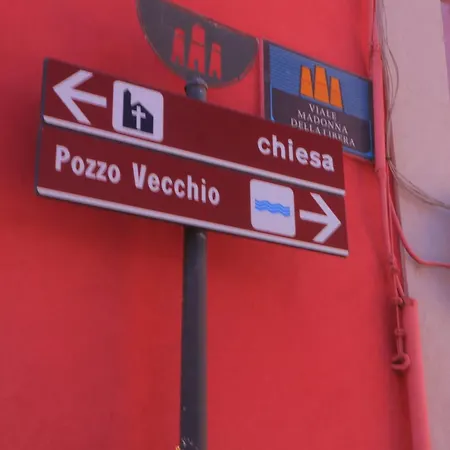 VIALE
MADONNA
DELLA LIBERA
chiesa
Pozzo Vecchio